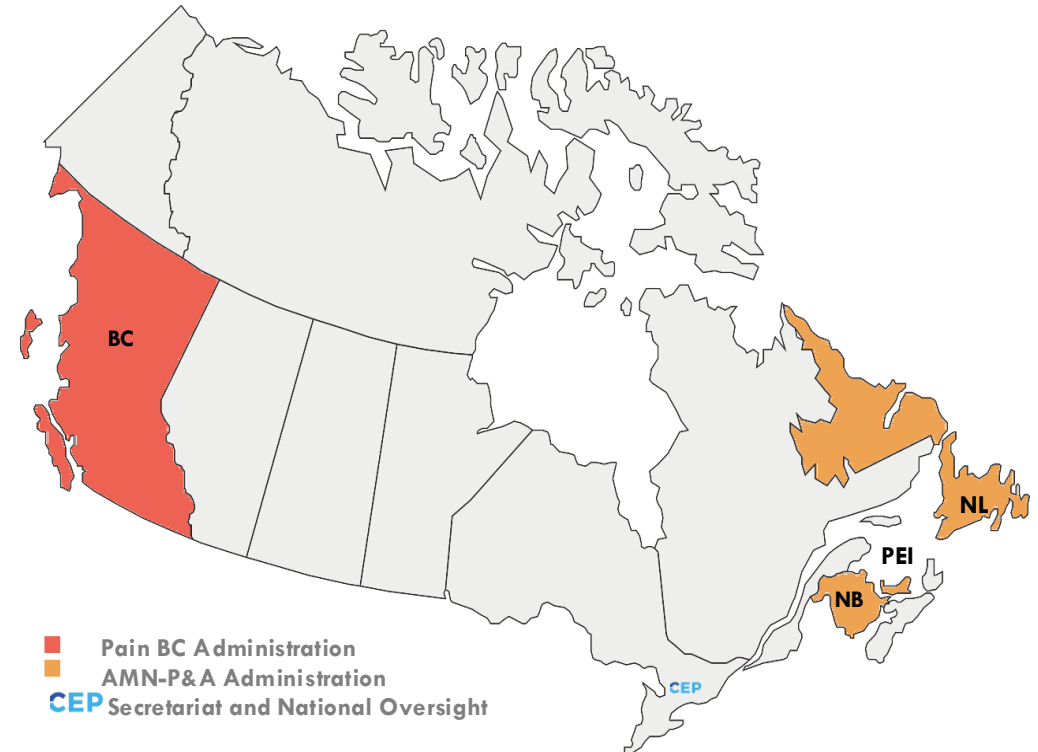 BC
NL
PEI
NB
CEP
Pain BC Administration
AMN-P&A Administration
CEP Secretariat and National Oversight